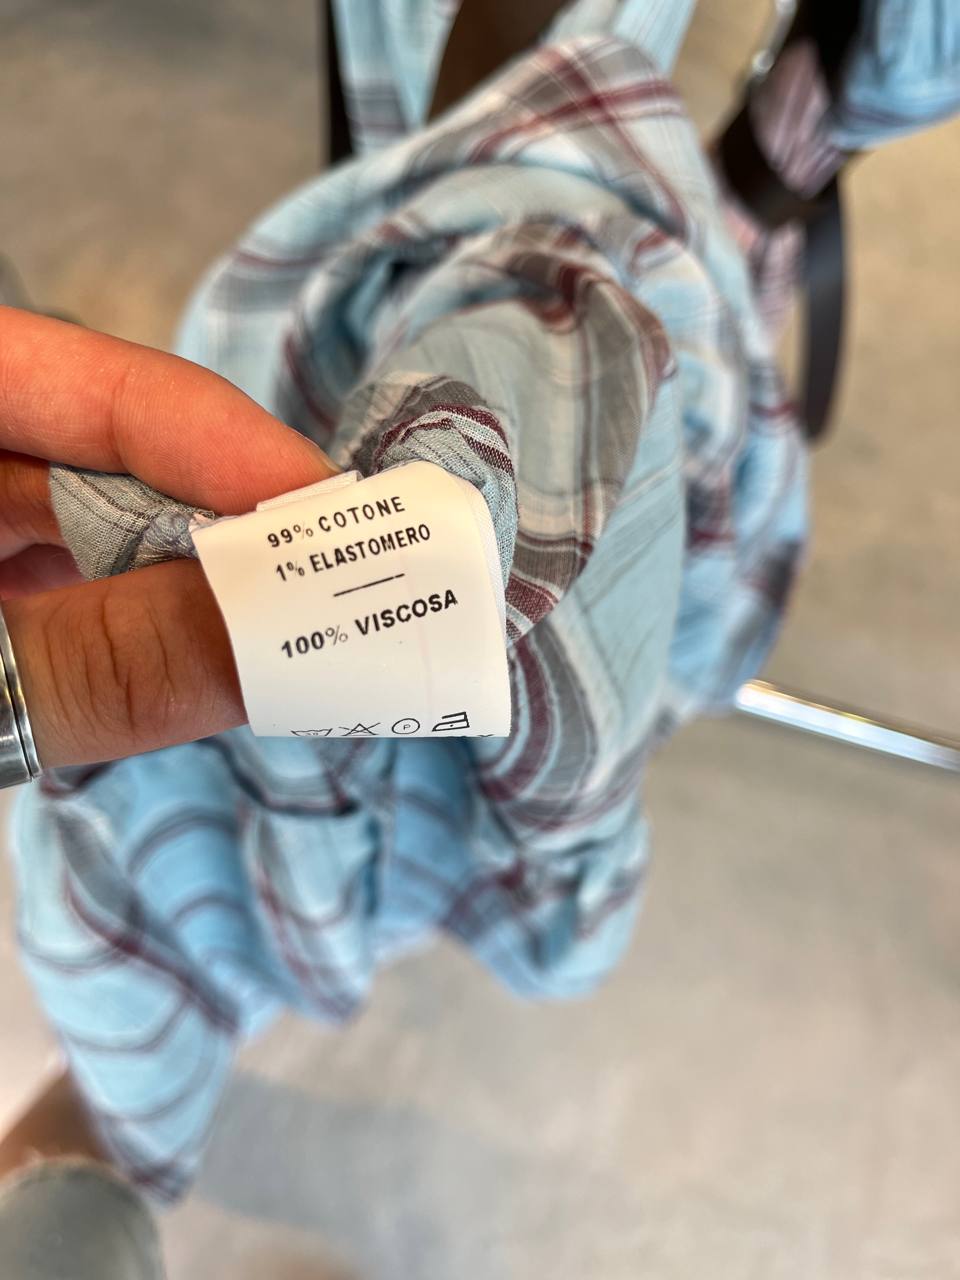 99% COTONE
1% ELASTOMERO
100% VISCOSA
P